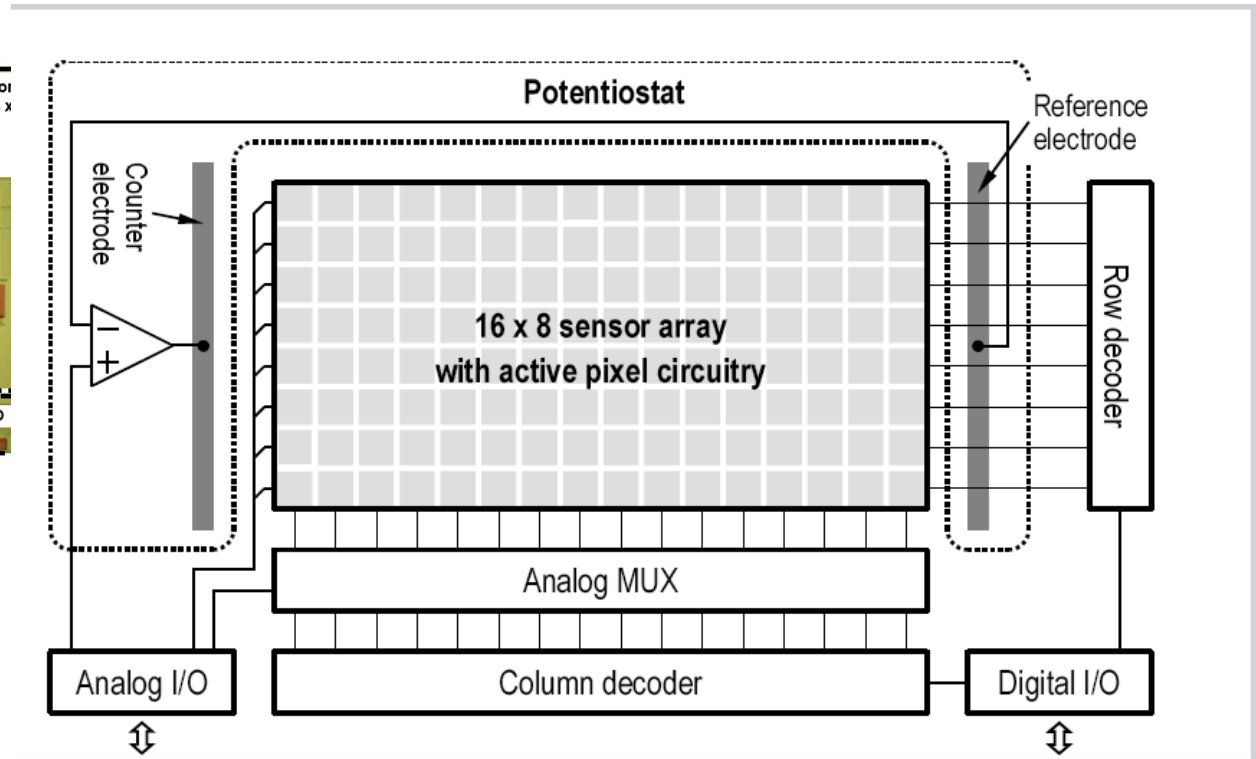 Potentiostat
Reference
electrode
Counter
electrode
−
+
16 x 8 sensor array
with active pixel circuitry
Row decoder
Analog MUX
Analog I/O
Column decoder
Digital I/O